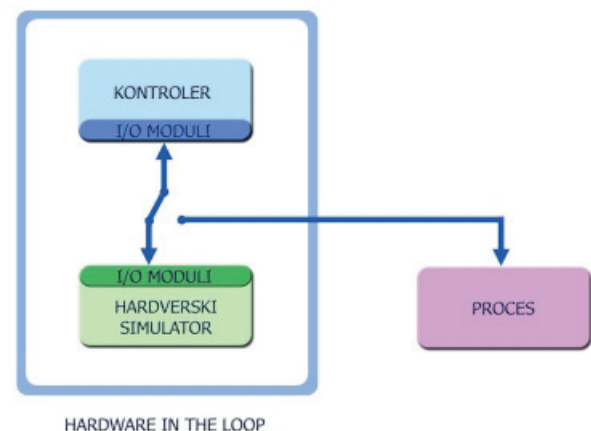 KONTROLER
I/O MODULI
I/O MODULI
HARDVERSKI
SIMULATOR
PROCES
HARDWARE IN THE LOOP